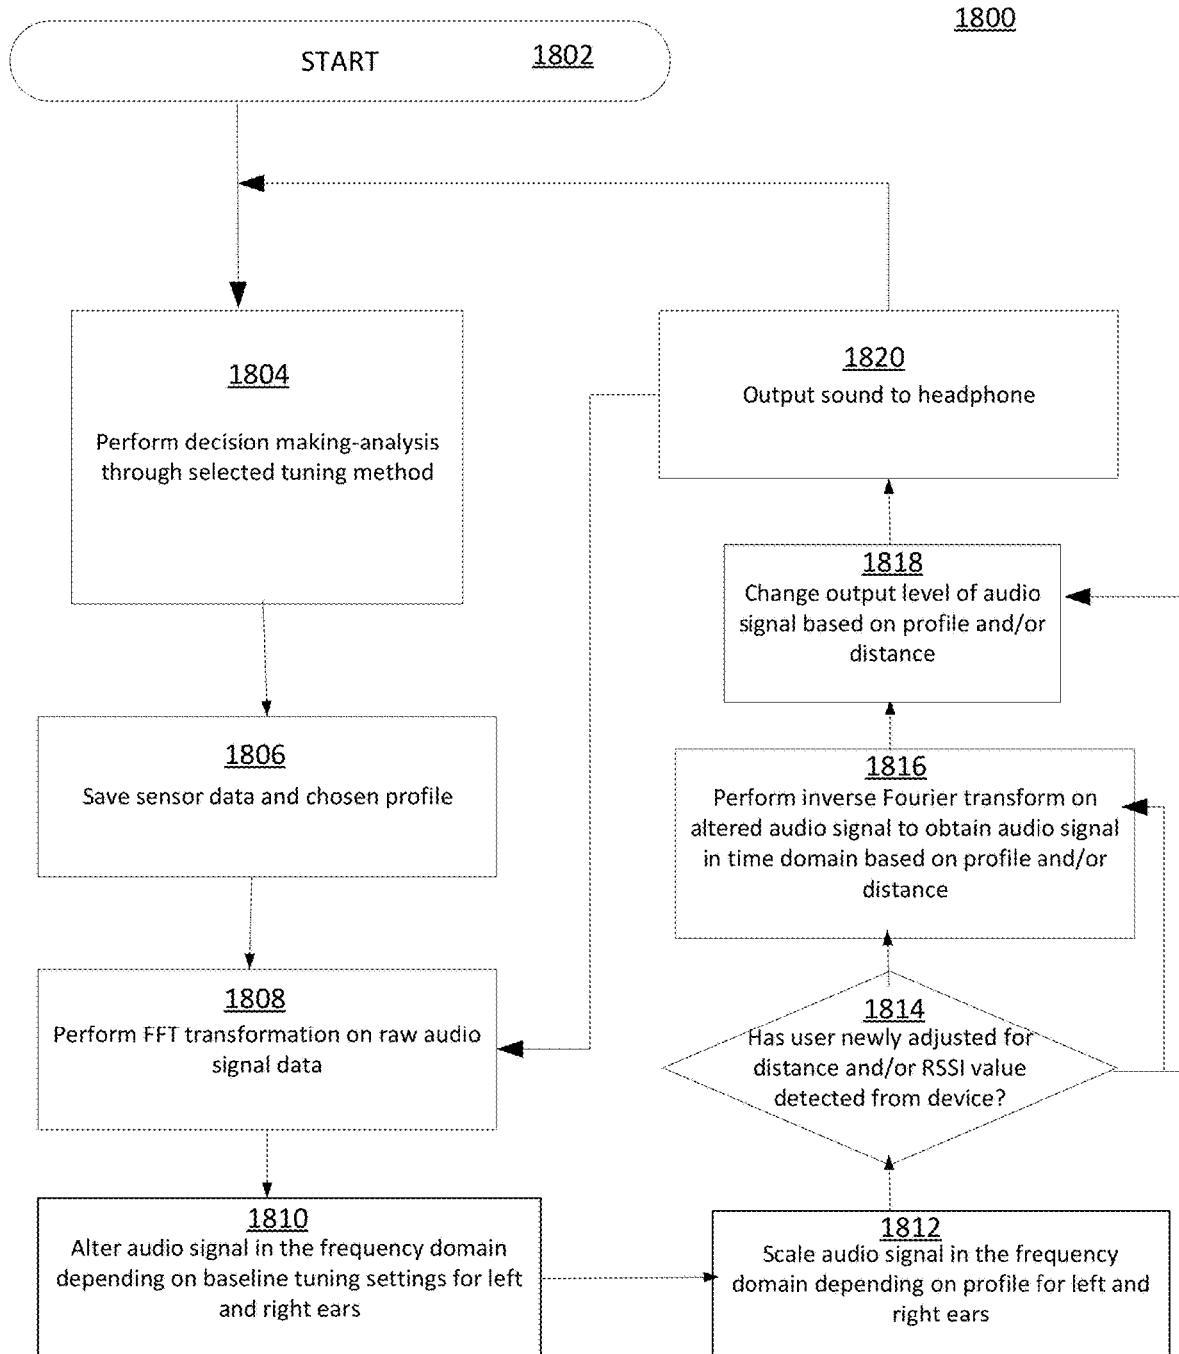 1800
START 1802
1804
Perform decision making-analysis
through selected tuning method
1806
Save sensor data and chosen profile
1808
Perform FFT transformation on raw audio
signal data
1810
Alter audio signal in the frequency domain
depending on baseline tuning settings for left
and right ears
1812
Scale audio signal in the frequency
domain depending on profile for left and
right ears
1814
Has user newly adjusted for
distance and/or RSSI value
detected from device?
1816
Perform inverse Fourier transform on
altered audio signal to obtain audio signal
in time domain based on profile and/or
distance
1818
Change output level of audio
signal based on profile and/or
distance
1820
Output sound to headphone